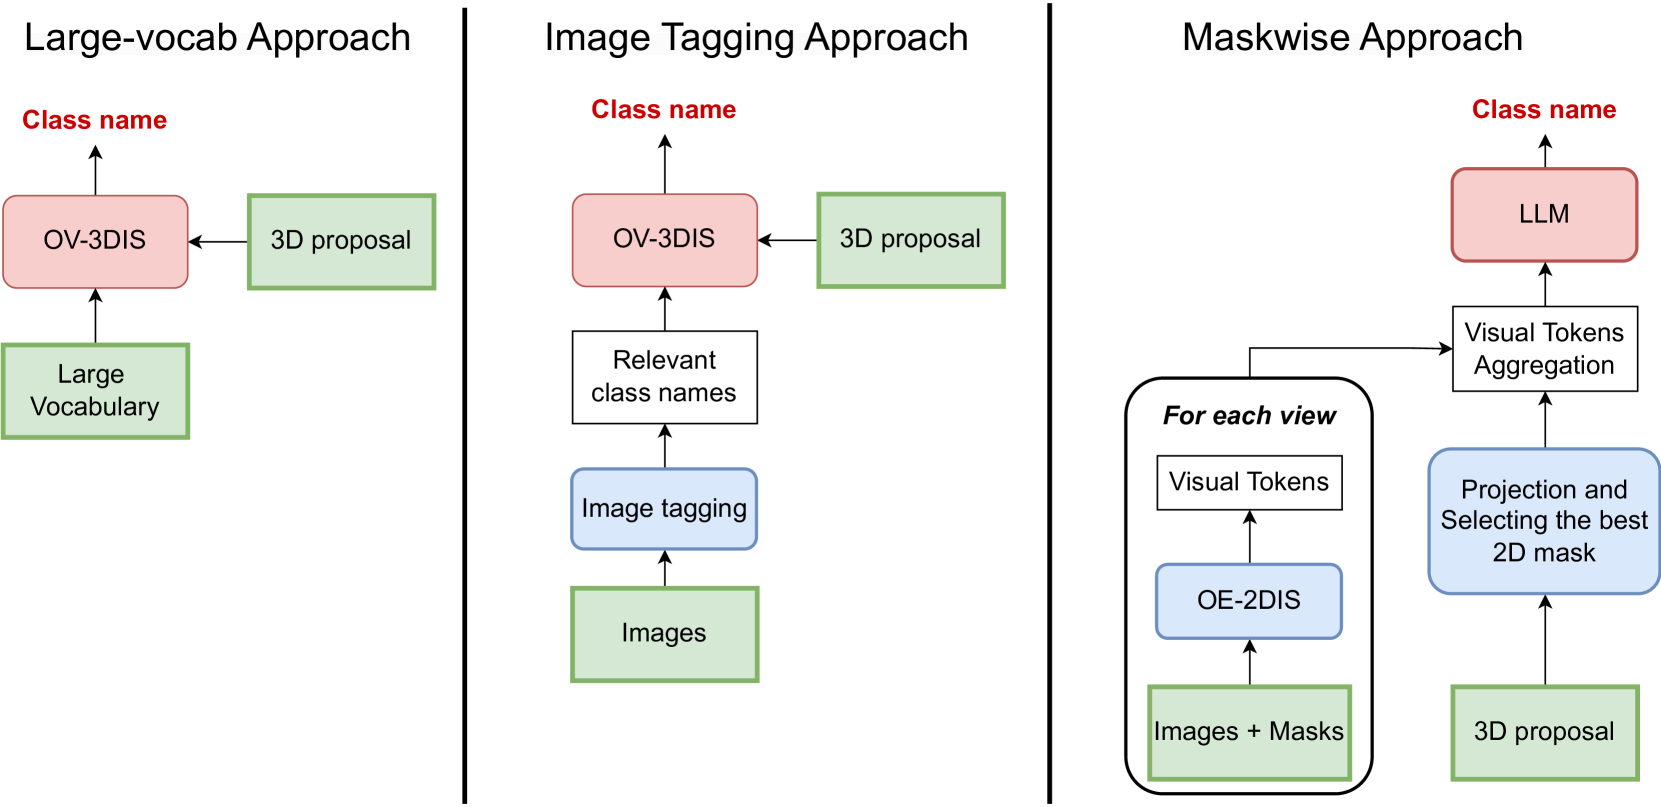 Large-vocab Approach
Class name
OV-3DIS
3D proposal
Large
Vocabulary
Image Tagging Approach
Class name
OV-3DIS
3D proposal
Relevant
class names
Image tagging
Images
Maskwise Approach
Class name
LLM
Visual Tokens
Aggregation
For each view
Visual Tokens
OE-2DIS
Images + Masks
Projection and
Selecting the best
2D mask
3D proposal